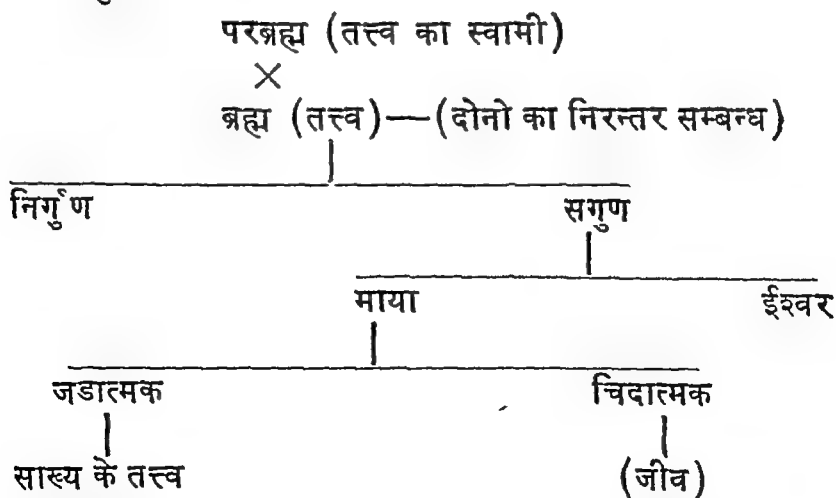 परब्रह्म (तत्त्व का स्वामी)
×
ब्रह्म (तत्त्व)—(दोनो का निरन्तर सम्बन्ध)
निर्गुण सगुण
माया ईश्वर
जडात्मक चिदात्मक
साख्य के तत्त्व (जीव)